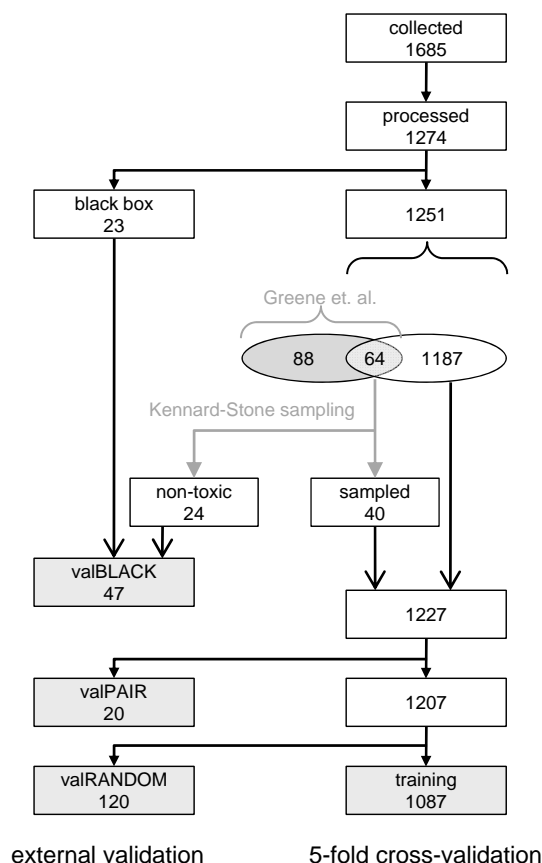 collected
1685
processed
1274
black box
23
1251
Greene et. al.
88
64
1187
Kennard-Stone sampling
non-toxic
24
sampled
40
valBLACK
47
1227
valPAIR
20
1207
valRANDOM
120
training
1087
external validation
5-fold cross-validation